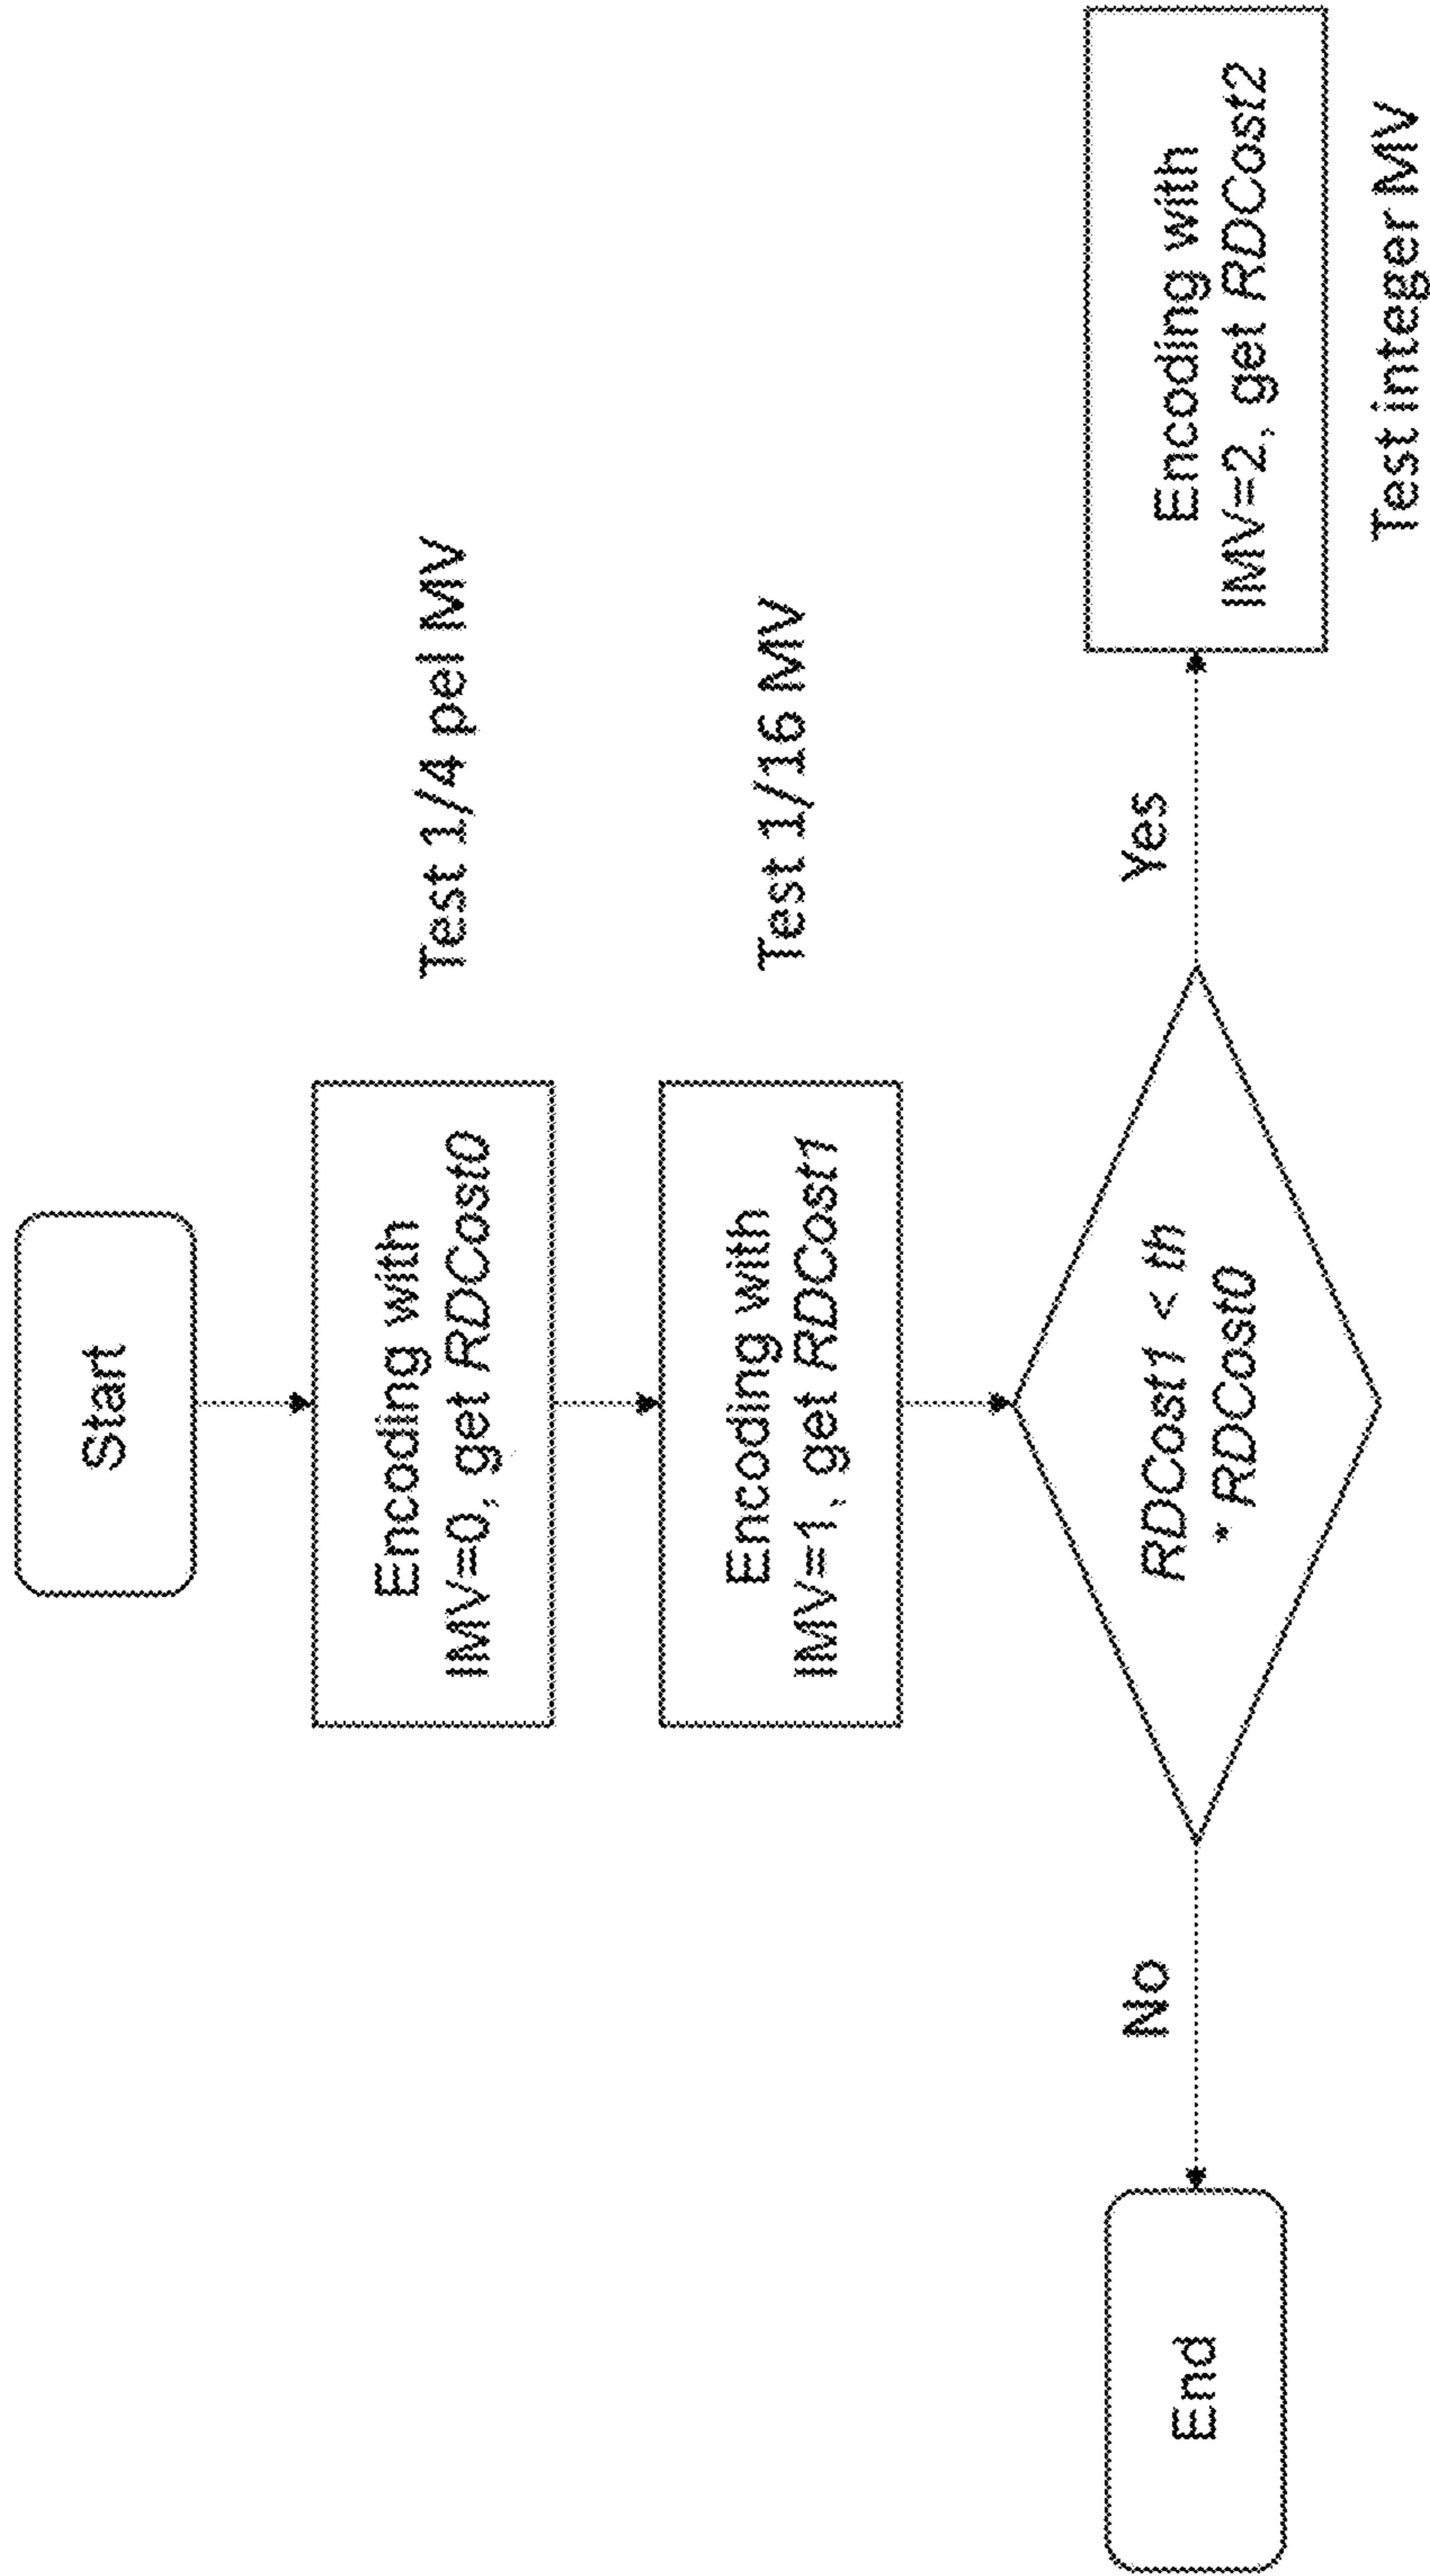 Start
Encoding with
IMV=0, get RDCost0
Test 1/4 pel MV
Encoding with
IMV=1, get RDCost1
Test 1/16 MV
RDCost1 < th
* RDCost0
No
Yes
End
Encoding with
IMV=2, get RDCost2
Test integer MV